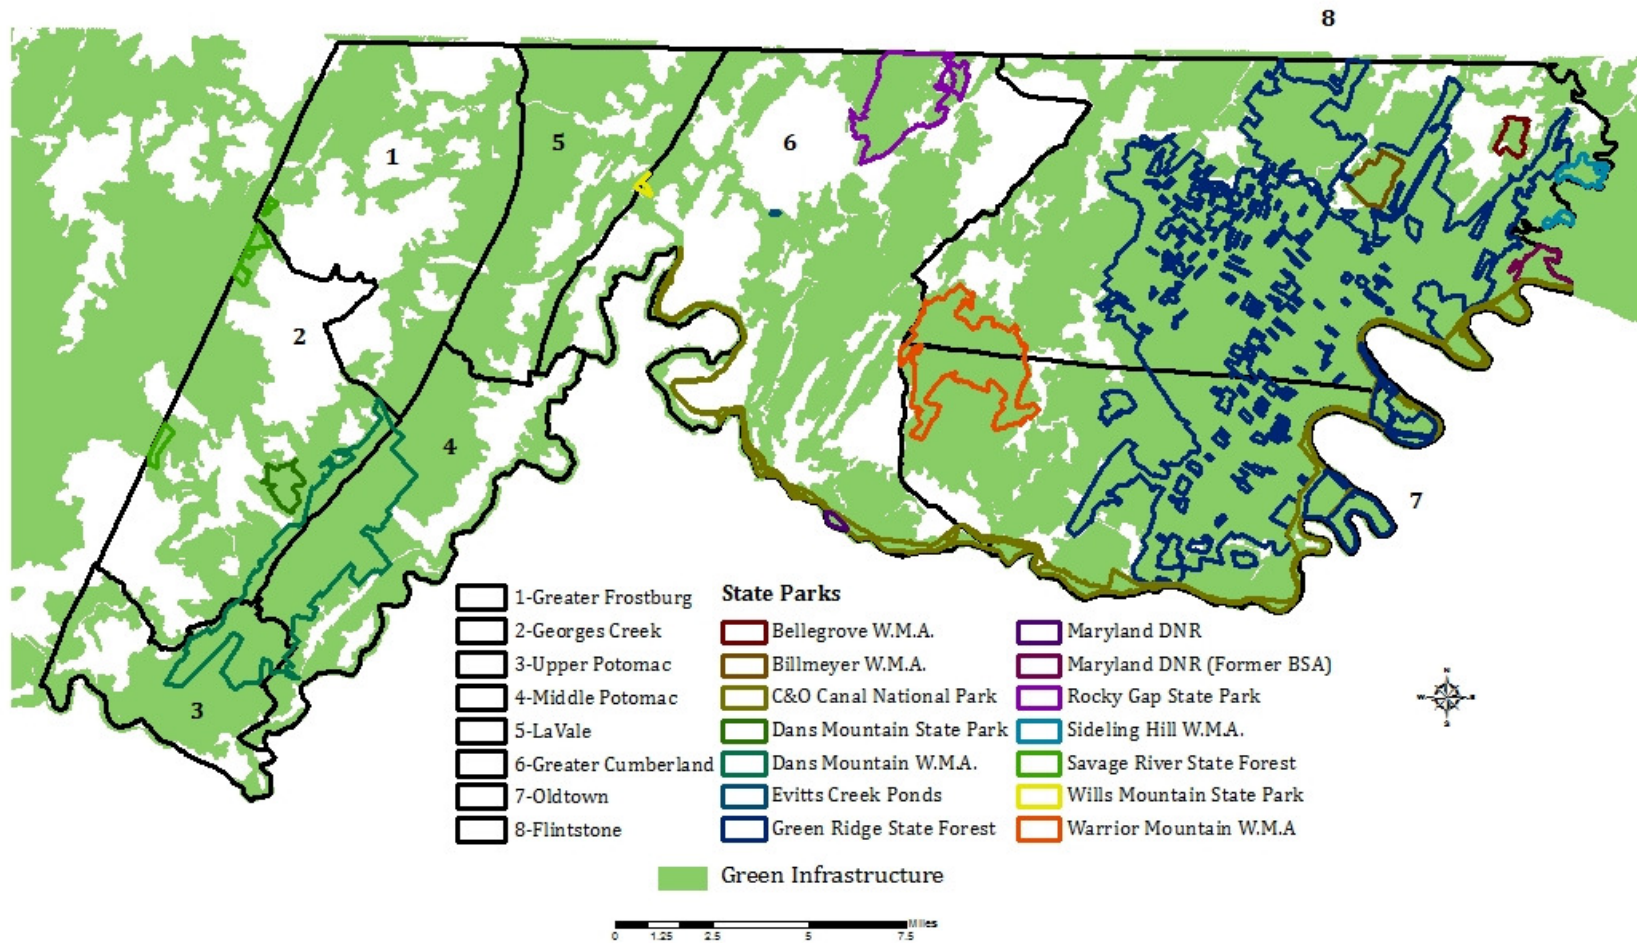 8
1
5
6
2
4
7
3
1-Greater Frostburg
2-Georges Creek
3-Upper Potomac
4-Middle Potomac
5-LaVale
6-Greater Cumberland
7-Oldtown
8-Flintstone
State Parks
Bellegrove W.M.A.
Billmeyer W.M.A.
C&O Canal National Park
Dans Mountain State Park
Dans Mountain W.M.A.
Evitts Creek Ponds
Green Ridge State Forest
Maryland DNR
Maryland DNR (Former BSA)
Rocky Gap State Park
Sideling Hill W.M.A.
Savage River State Forest
Wills Mountain State Park
Warrior Mountain W.M.A
N
W E
S
Green Infrastructure
Miles
0 1.25 2.5 5 7.5